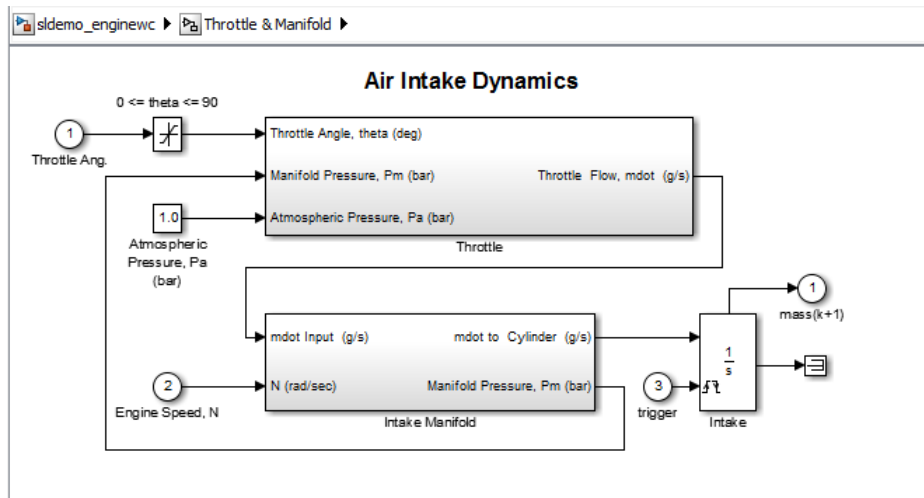 sldemo_enginewc ▶ Throttle & Manifold ▶
Air Intake Dynamics
0 <= theta <= 90
1
Throttle Ang.
Throttle Angle, theta (deg)
Manifold Pressure, Pm (bar)
Throttle Flow, mdot (g/s)
Atmospheric Pressure, Pa (bar)
Throttle
1.0
Atmospheric
Pressure, Pa
(bar)
1
mass(k+1)
mdot Input (g/s)
mdot to Cylinder (g/s)
N (rad/sec)
Manifold Pressure, Pm (bar)
Intake Manifold
2
Engine Speed, N
3
trigger
1
s
Intake